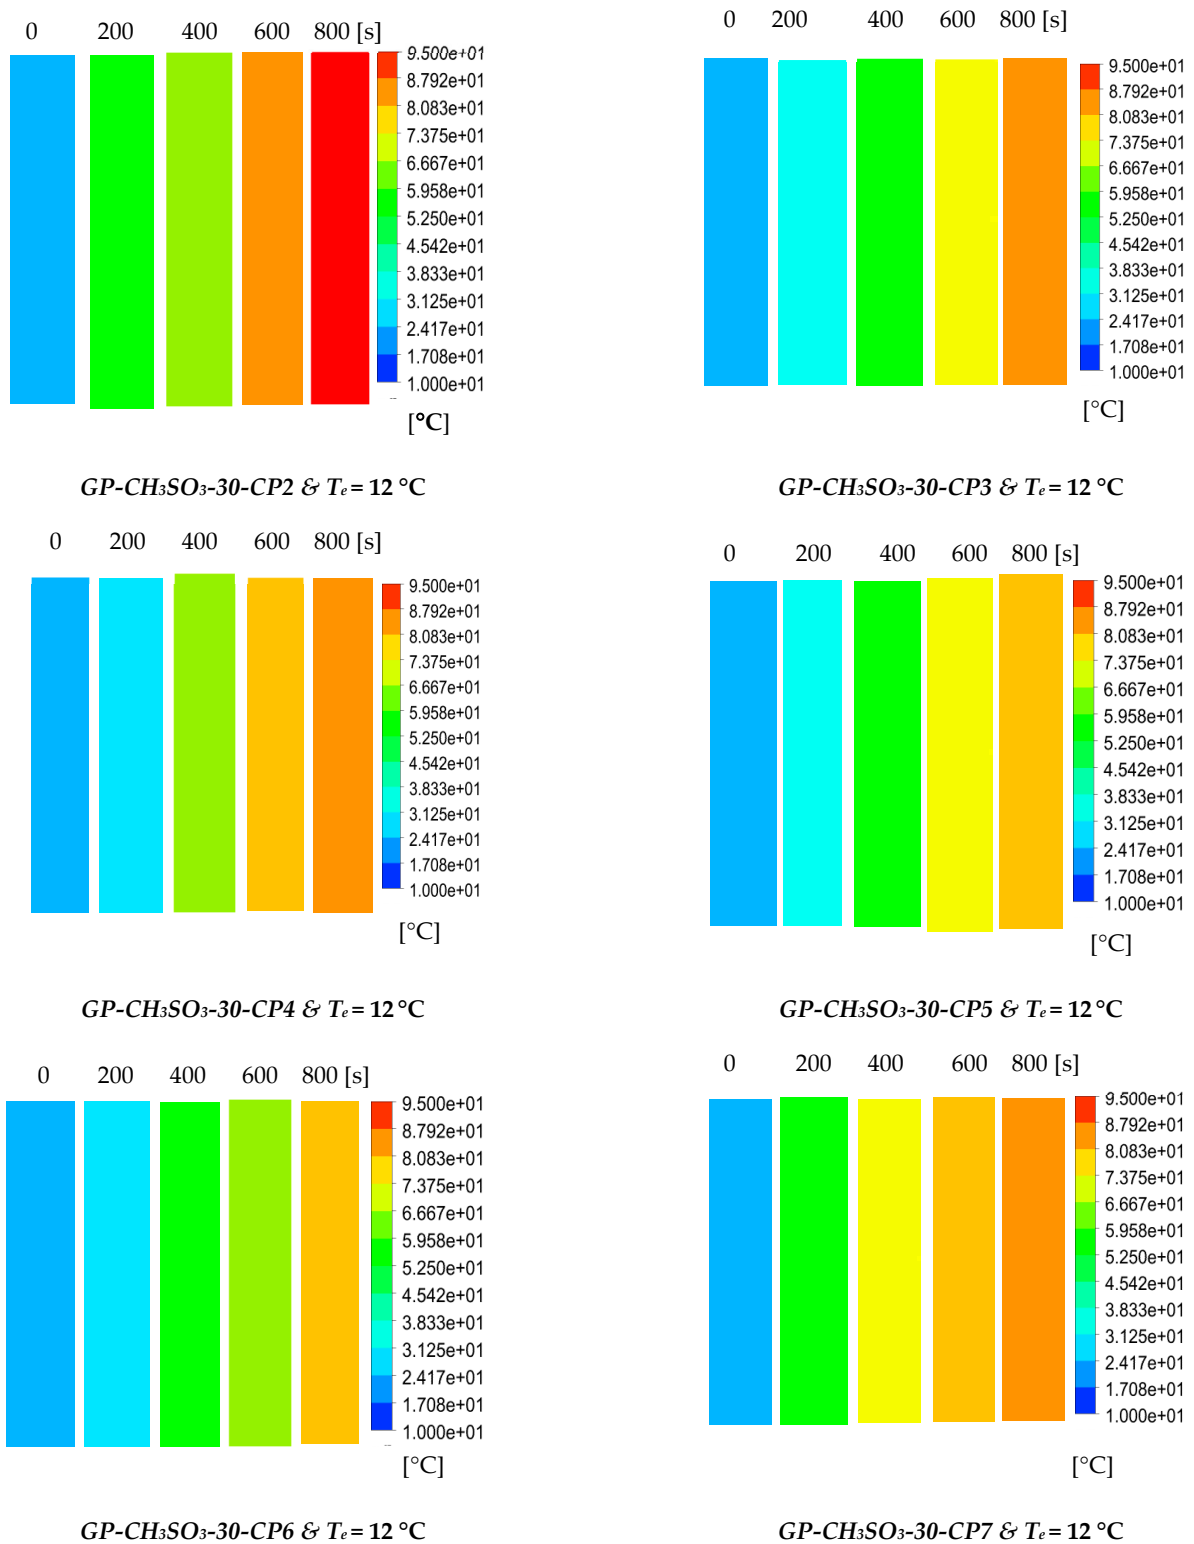 0 200 400 600 800 [s]
9.500e+01
8.792e+01
8.083e+01
7.375e+01
6.667e+01
5.958e+01
5.250e+01
4.542e+01
3.833e+01
3.125e+01
2.417e+01
1.708e+01
1.000e+01
[°C]
GP-CH₃SO₃-30-CP2 & Tₑ = 12 °C
0 200 400 600 800 [s]
9.500e+01
8.792e+01
8.083e+01
7.375e+01
6.667e+01
5.958e+01
5.250e+01
4.542e+01
3.833e+01
3.125e+01
2.417e+01
1.708e+01
1.000e+01
[°C]
GP-CH₃SO₃-30-CP3 & Tₑ = 12 °C
0 200 400 600 800 [s]
9.500e+01
8.792e+01
8.083e+01
7.375e+01
6.667e+01
5.958e+01
5.250e+01
4.542e+01
3.833e+01
3.125e+01
2.417e+01
1.708e+01
1.000e+01
[°C]
GP-CH₃SO₃-30-CP4 & Tₑ = 12 °C
0 200 400 600 800 [s]
9.500e+01
8.792e+01
8.083e+01
7.375e+01
6.667e+01
5.958e+01
5.250e+01
4.542e+01
3.833e+01
3.125e+01
2.417e+01
1.708e+01
1.000e+01
[°C]
GP-CH₃SO₃-30-CP5 & Tₑ = 12 °C
0 200 400 600 800 [s]
9.500e+01
8.792e+01
8.083e+01
7.375e+01
6.667e+01
5.958e+01
5.250e+01
4.542e+01
3.833e+01
3.125e+01
2.417e+01
1.708e+01
1.000e+01
[°C]
GP-CH₃SO₃-30-CP6 & Tₑ = 12 °C
0 200 400 600 800 [s]
9.500e+01
8.792e+01
8.083e+01
7.375e+01
6.667e+01
5.958e+01
5.250e+01
4.542e+01
3.833e+01
3.125e+01
2.417e+01
1.708e+01
1.000e+01
[°C]
GP-CH₃SO₃-30-CP7 & Tₑ = 12 °C